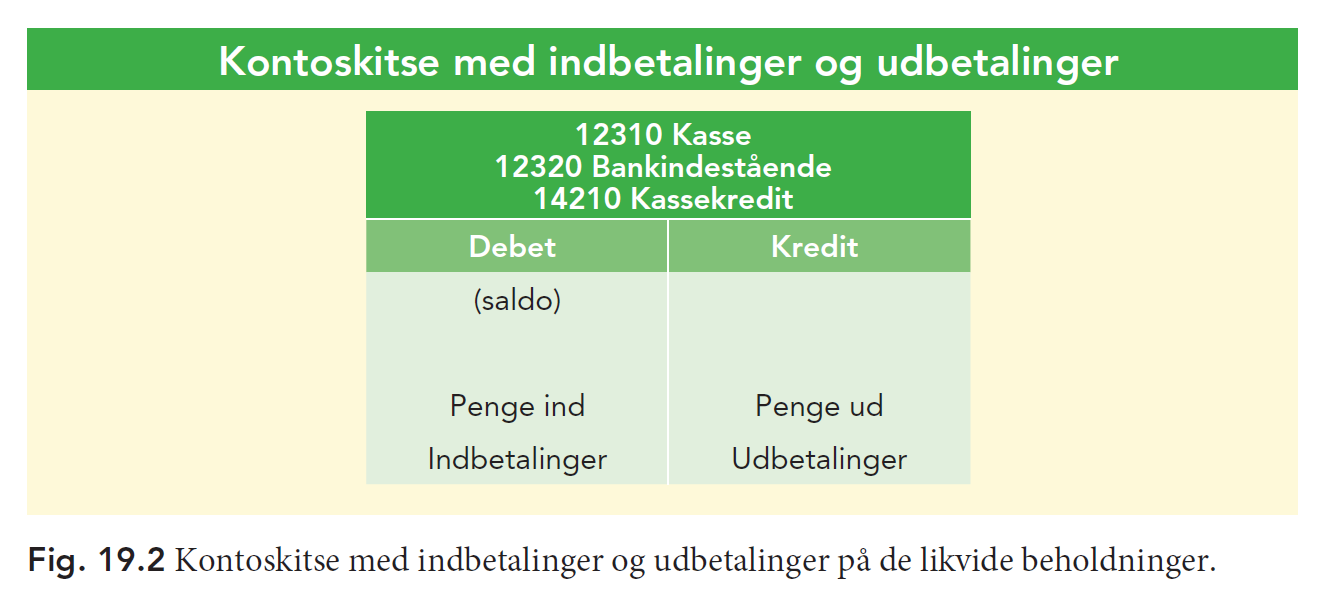 Kontoskitse med indbetalinger og udbetalinger
12310 Kasse
12320 Bankindestående
14210 Kassekredit
Debet Kredit
(saldo)
Penge ind Penge ud
Indbetalinger Udbetalinger
Fig. 19.2 Kontoskitse med indbetalinger og udbetalinger på de likvide beholdninger.